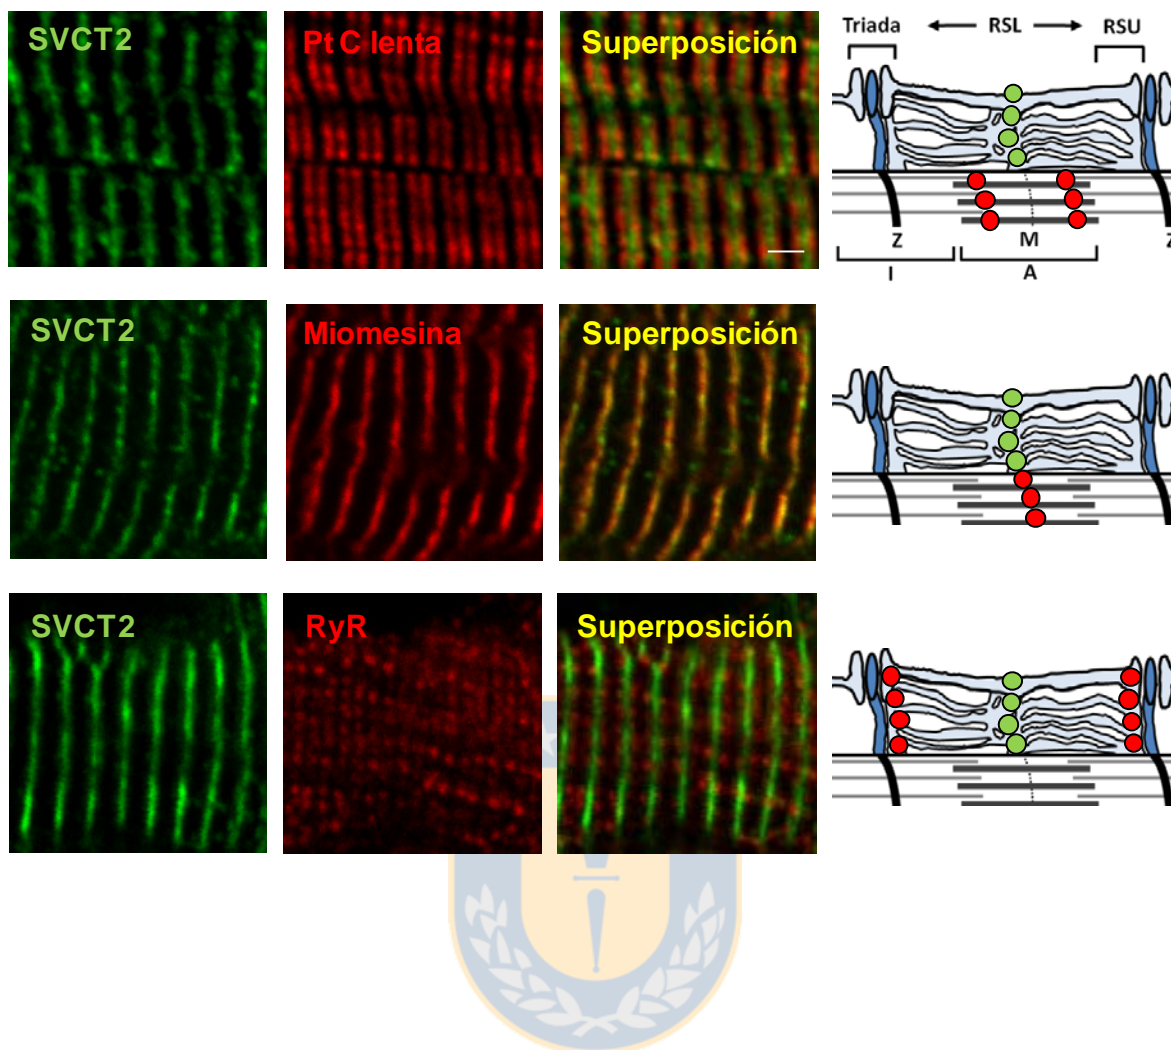 SVCT2
Pt C lenta
Superposición
Triada
RSL
RSU
Z
M
Z
I
A
SVCT2
Miomesina
Superposición
SVCT2
RyR
Superposición